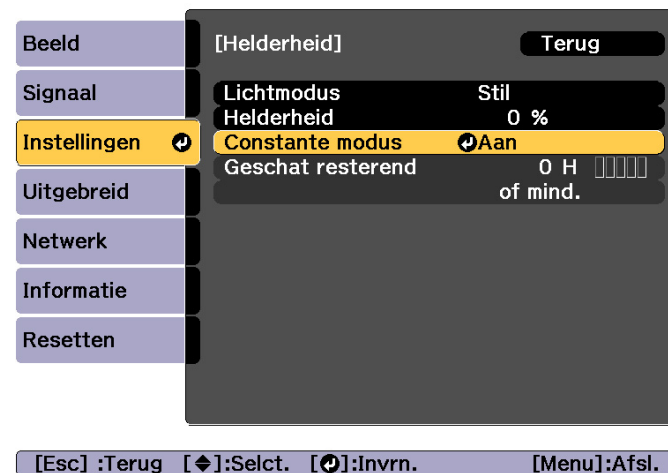 Beeld
Signaal
Instellingen
Uitgebreid
Netwerk
Informatie
Resetten
[Helderheid] Terug
Lichtmodus Stil
Helderheid 0 %
Constante modus Aan
Geschat resterend 0 H
of mind.
[Esc] :Terug [◆]:Selct. [↵]:Invrn. [Menu]:Afsl.